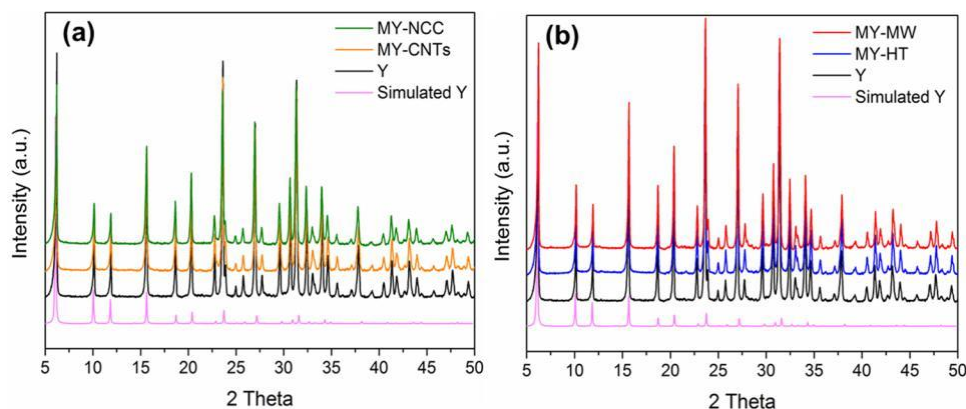 (a)
MY-NCC
MY-CNTs
Y
Simulated Y
Intensity (a.u.)
5 10 15 20 25 30 35 40 45 50
2 Theta
(b)
MY-MW
MY-HT
Y
Simulated Y
Intensity (a.u.)
5 10 15 20 25 30 35 40 45 50
2 Theta